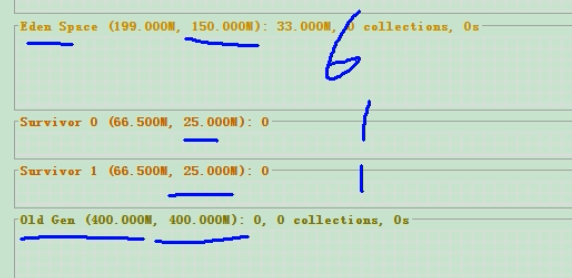 Eden Space (199.000M, 150.000M): 33.000M, 0 collections, 0s
6
Survivor 0 (66.500M, 25.000M): 0
1
Survivor 1 (66.500M, 25.000M): 0
1
Old Gen (400.000M, 400.000M): 0, 0 collections, 0s